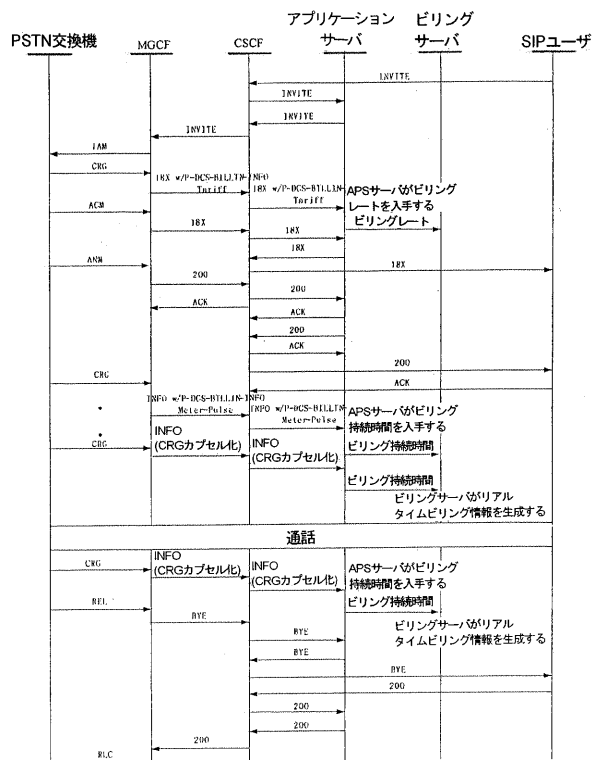 アプリケーション ビリング
PSTN交換機 MGCF CSCF サーバ サーバ SIPユーザ
INVITE
INVITE
INVITE
INVITE
IAM
CRG
18X w/P-DCS-BILLIN-INFO
Tariff
18X w/P-DCS-BILLIN-
Tariff
APSサーバがビリング
レートを入手する
ACM
ビリングレート
18X
18X
18X
ANM
18X
200
200
ACK
ACK
200
ACK
200
CRG
ACK
INFO w/P-DCS-BILLIN-INFO
Meter-Pulse
INFO w/P-DCS-BILLIN-
Meter-Pulse
APSサーバがビリング
持続時間を入手する
CRG
INFO
(CRGカプセル化)
INFO
(CRGカプセル化)
ビリング持続時間
ビリング持続時間
ビリングサーバがリアル
タイムビリング情報を生成する
通話
CRG
INFO
(CRGカプセル化)
INFO
(CRGカプセル化)
APSサーバがビリング
持続時間を入手する
REL
ビリング持続時間
BYE
ビリングサーバがリアル
タイムビリング情報を生成する
BYE
BYE
BYE
200
200
200
200
RLC